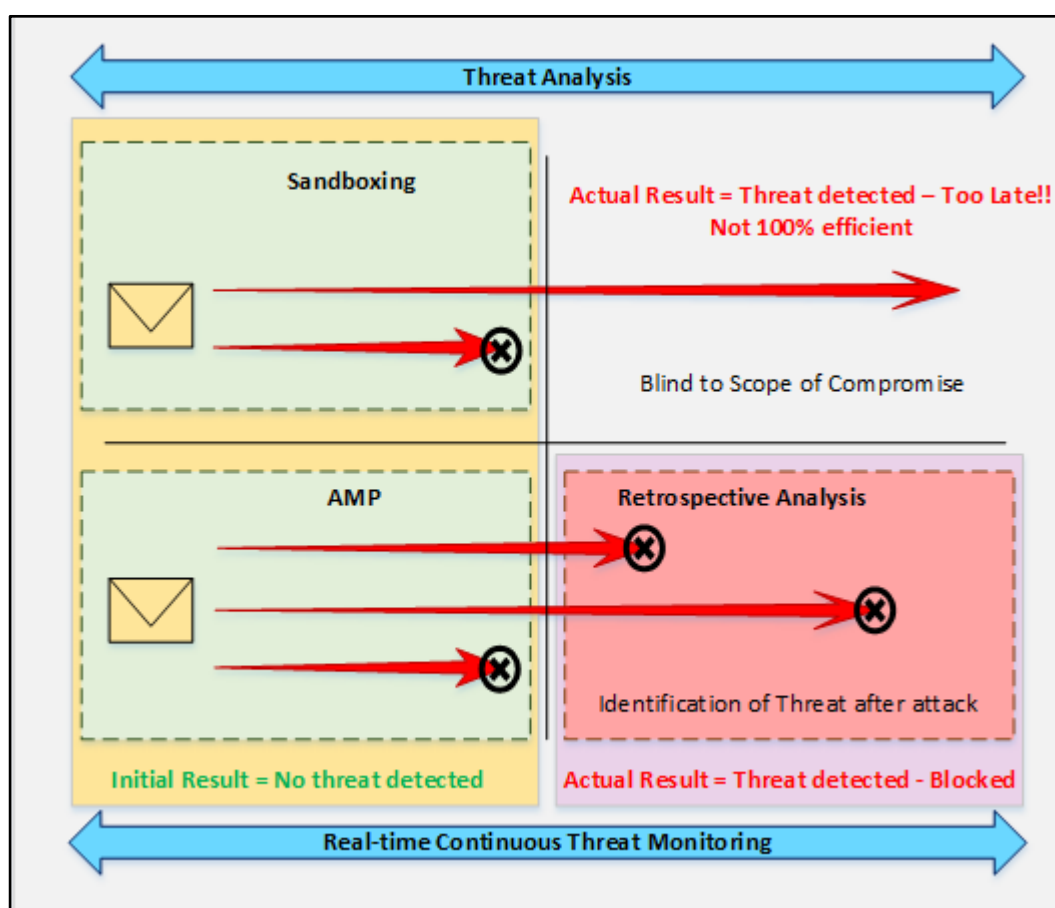 Threat Analysis
Sandboxing
Actual Result = Threat detected – Too Late!!
Not 100% efficient
Blind to Scope of Compromise
AMP
Retrospective Analysis
Identification of Threat after attack
Initial Result = No threat detected
Actual Result = Threat detected - Blocked
Real-time Continuous Threat Monitoring